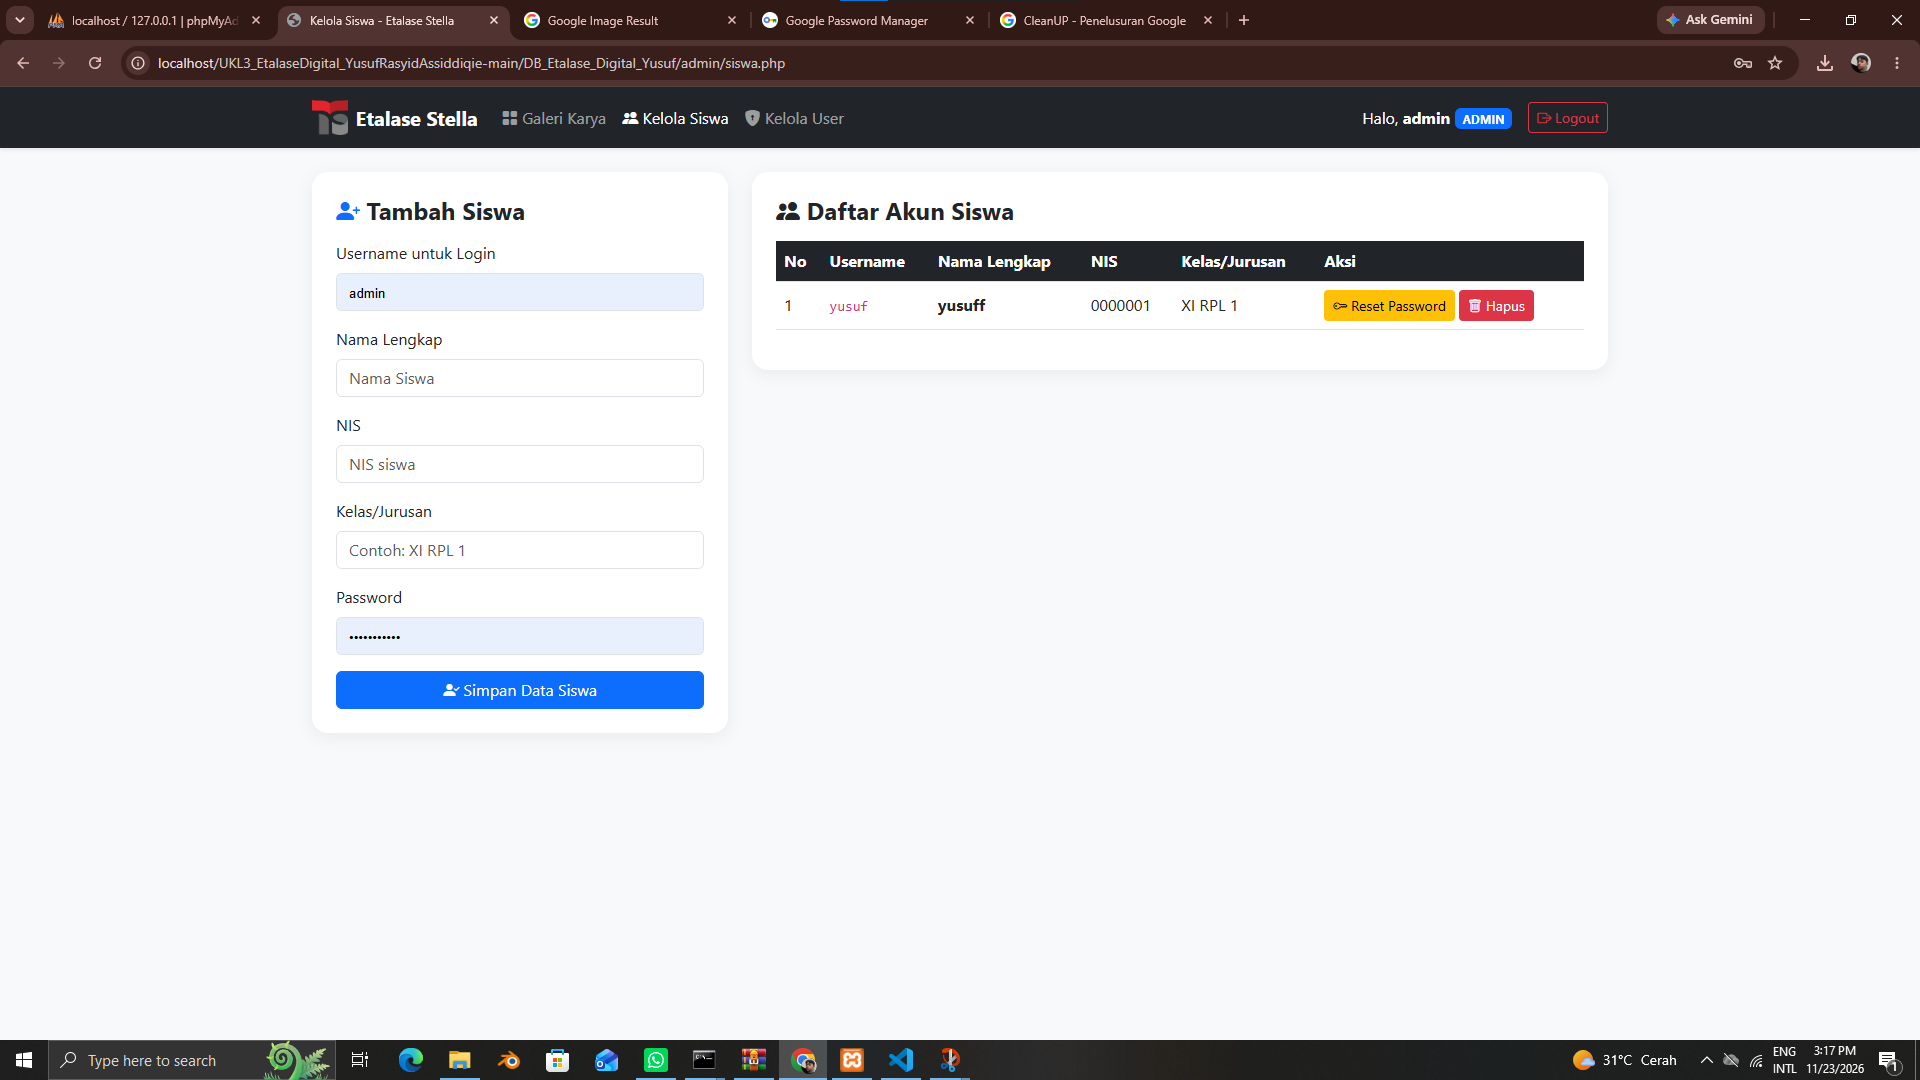 localhost / 127.0.0.1 | phpMyAd
Kelola Siswa - Etalase Stella
Google Image Result
Google Password Manager
CleanUP - Penelusuran Google
Ask Gemini
localhost/UKL3_EtalaseDigital_YusufRasyidAssiddiqie-main/DB_Etalase_Digital_Yusuf/admin/siswa.php
Etalase Stella
Galeri Karya
Kelola Siswa
Kelola User
Halo, admin ADMIN
Logout
Tambah Siswa
Username untuk Login
admin
Nama Lengkap
Nama Siswa
NIS
NIS siswa
Kelas/Jurusan
Contoh: XI RPL 1
Password
•••••••••••
Simpan Data Siswa
Daftar Akun Siswa
No Username Nama Lengkap NIS Kelas/Jurusan Aksi
1 yusuf yusuff 0000001 XI RPL 1 Reset Password Hapus
Type here to search
31°C Cerah
ENG
INTL
3:17 PM
11/23/2026
1